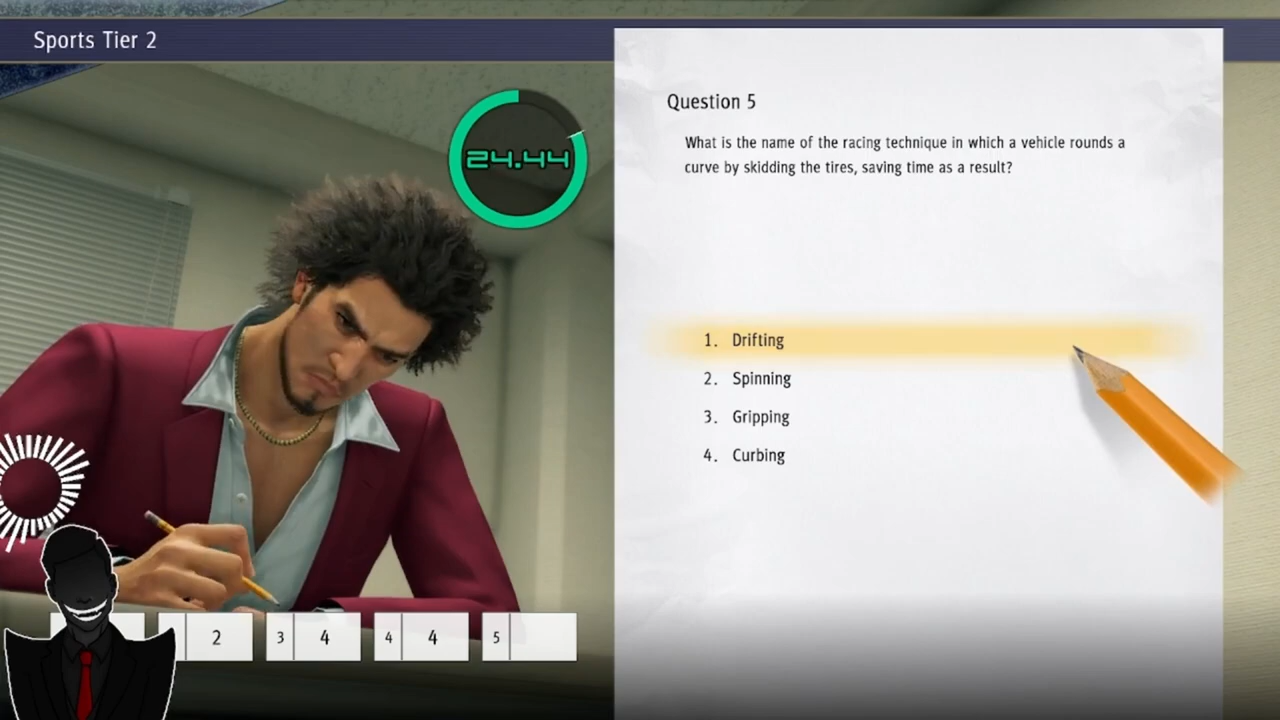 Sports Tier 2
24.44
Question 5
What is the name of the racing technique in which a vehicle rounds a
curve by skidding the tires, saving time as a result?
1. Drifting
2. Spinning
3. Gripping
4. Curbing
2
3 4
4 4
5